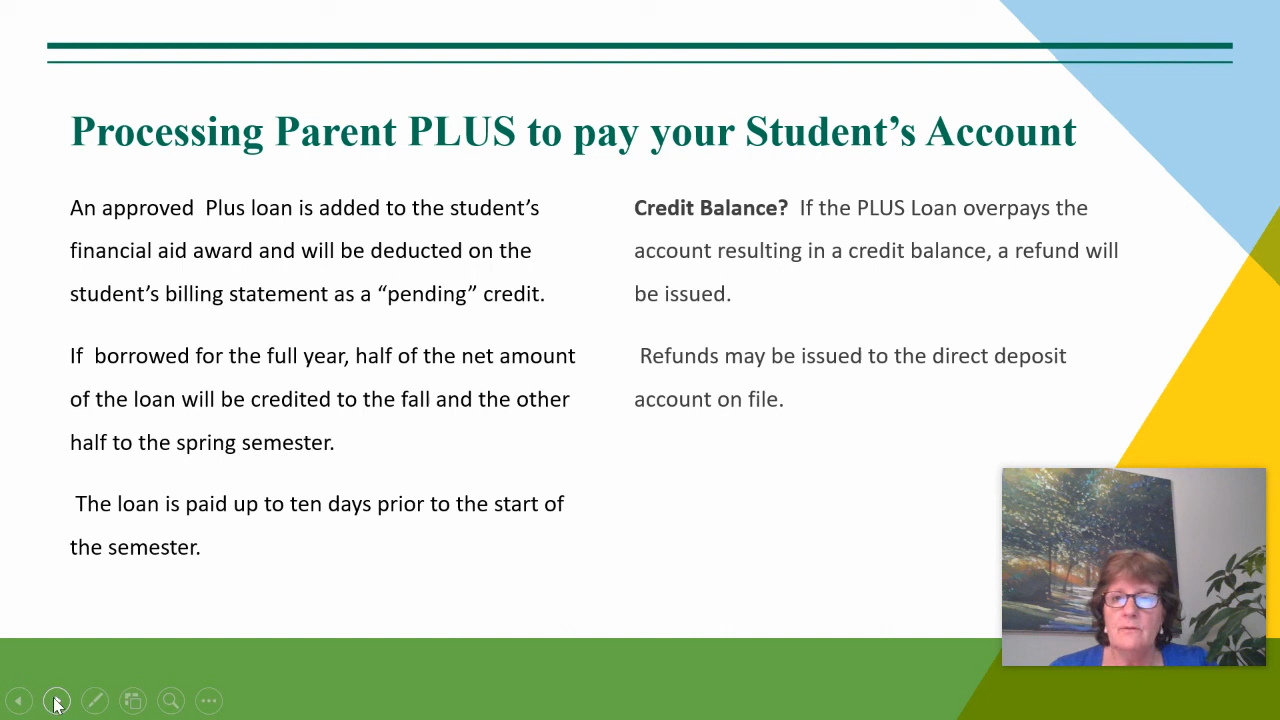 Processing Parent PLUS to pay your Student’s Account
An approved  Plus loan is added to the student’s
financial aid award and will be deducted on the
student’s billing statement as a “pending” credit.
If  borrowed for the full year, half of the net amount
of the loan will be credited to the fall and the other
half to the spring semester.
The loan is paid up to ten days prior to the start of
the semester.
Credit Balance?  If the PLUS Loan overpays the
account resulting in a credit balance, a refund will
be issued.
Refunds may be issued to the direct deposit
account on file.